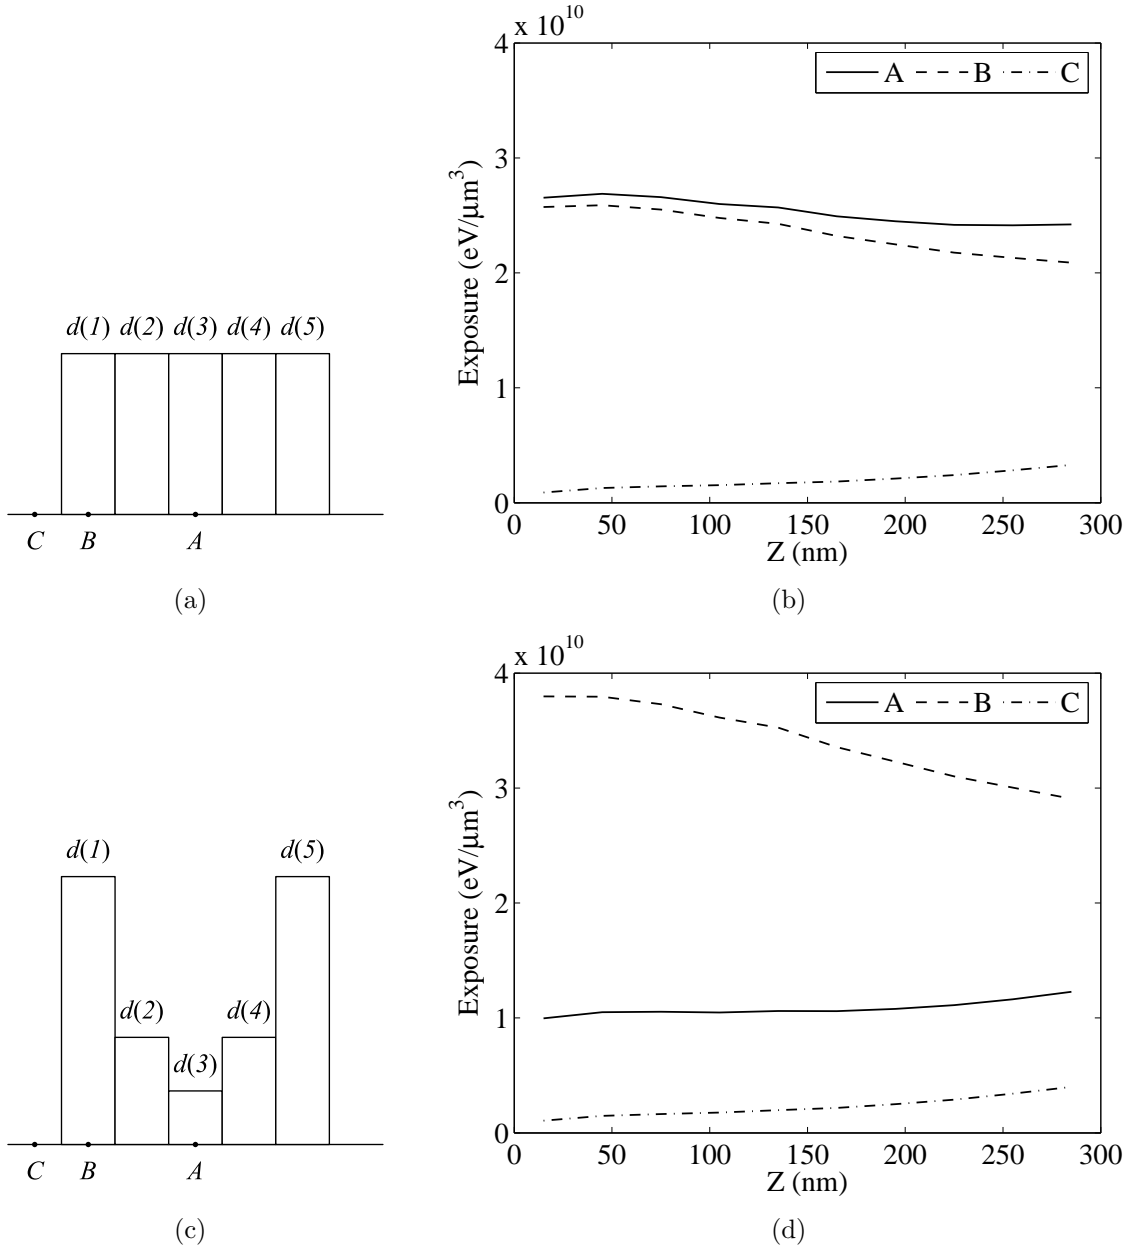 d(1) d(2) d(3) d(4) d(5)
C B A
(a)
x 10^10
4
3
2
1
0
0 50 100 150 200 250 300
Exposure (eV/μm^3)
Z (nm)
A B C
(b)
d(1) d(5)
d(2) d(4)
d(3)
C B A
(c)
x 10^10
4
3
2
1
0
0 50 100 150 200 250 300
Exposure (eV/μm^3)
Z (nm)
A B C
(d)